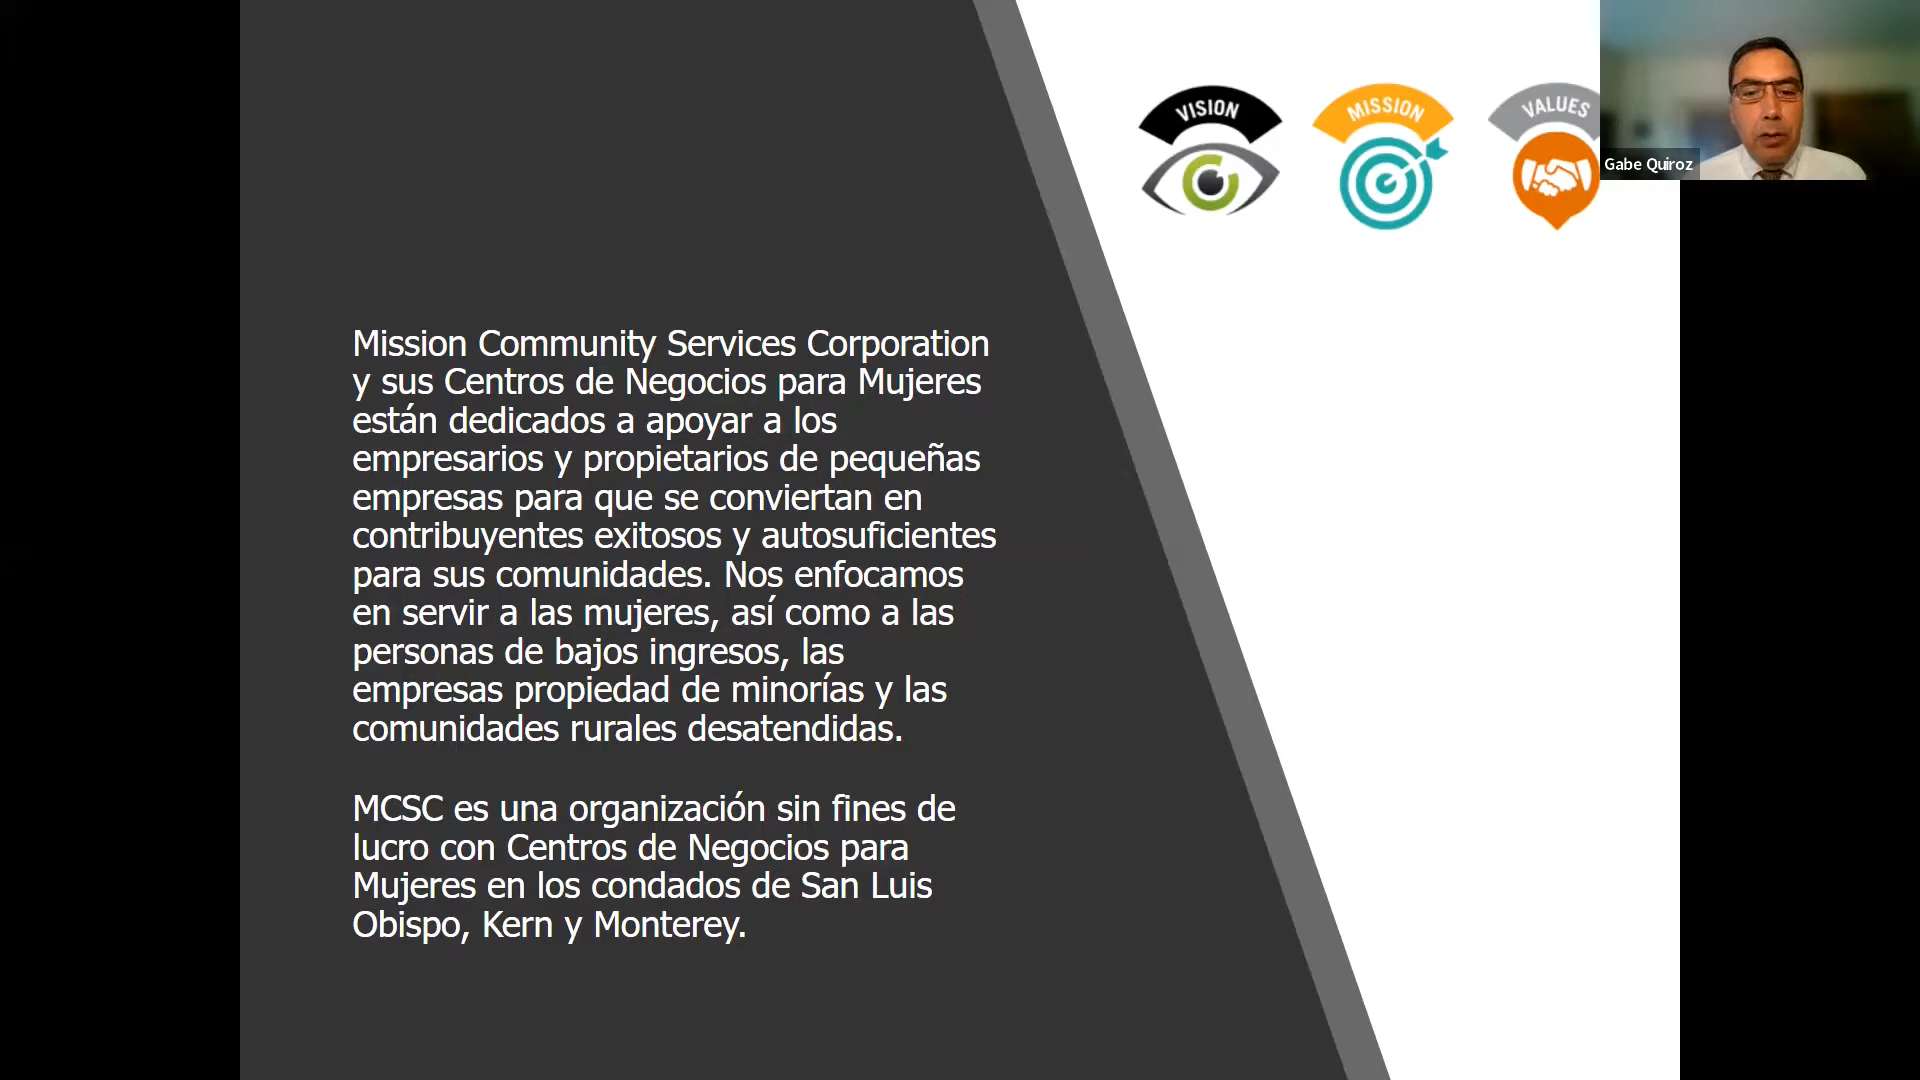 VISION
MISSION
VALUES
Gabe Quiroz
Mission Community Services Corporation
y sus Centros de Negocios para Mujeres
están dedicados a apoyar a los
empresarios y propietarios de pequeñas
empresas para que se conviertan en
contribuyentes exitosos y autosuficientes
para sus comunidades. Nos enfocamos
en servir a las mujeres, así como a las
personas de bajos ingresos, las
empresas propiedad de minorías y las
comunidades rurales desatendidas.
MCSC es una organización sin fines de
lucro con Centros de Negocios para
Mujeres en los condados de San Luis
Obispo, Kern y Monterey.